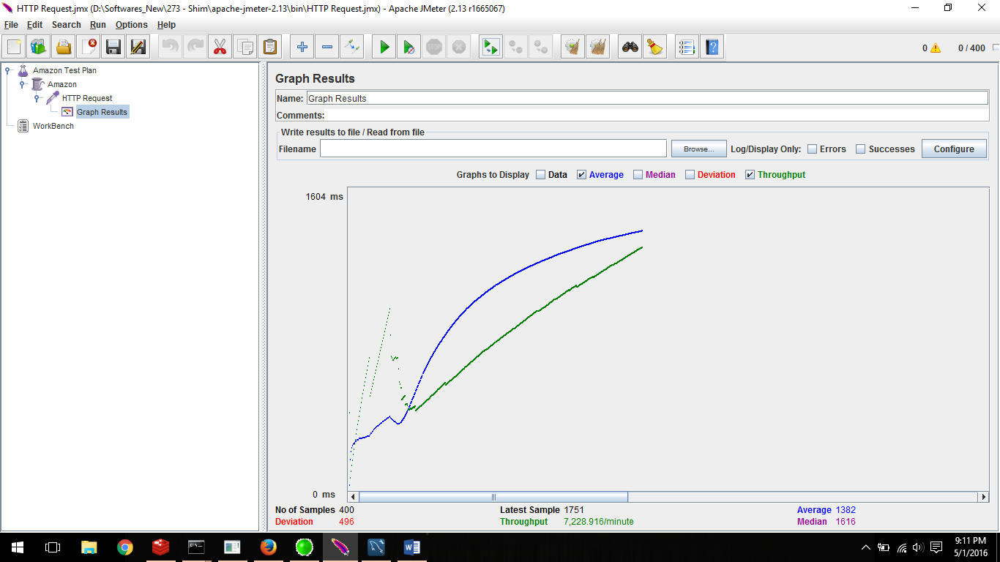 HTTP Request.jmx (D:\Softwares_New\273 - Shim\apache-jmeter-2.13\bin\HTTP Request.jmx) - Apache JMeter (2.13 r1665067)
File Edit Search Run Options Help
0 0 / 400
Amazon Test Plan
Amazon
HTTP Request
Graph Results
WorkBench
Graph Results
Name: Graph Results
Comments:
Write results to file / Read from file
Filename Browse... Log/Display Only: Errors Successes Configure
Graphs to Display Data Average Median Deviation Throughput
1604 ms
0 ms
No of Samples 400 Latest Sample 1751 Average 1382
Deviation 496 Throughput 7,228.916/minute Median 1616
9:11 PM
5/1/2016